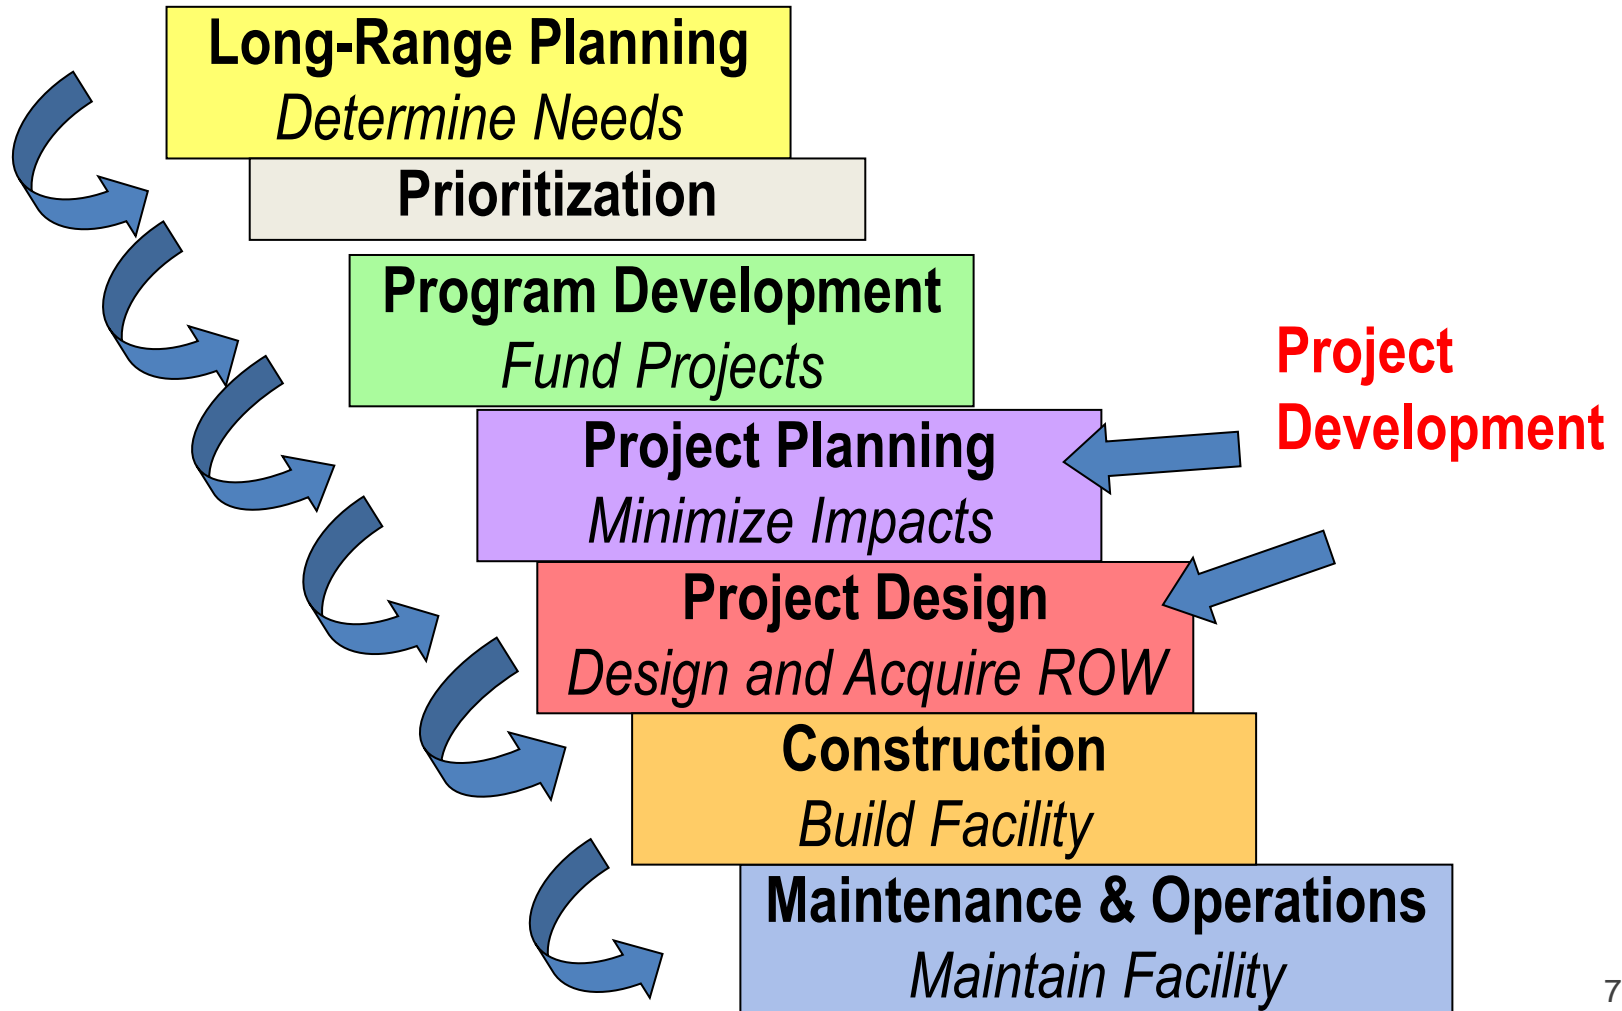 Long-Range Planning
Determine Needs
Prioritization
Program Development
Fund Projects
Project
Development
Project Planning
Minimize Impacts
Project Design
Design and Acquire ROW
Construction
Build Facility
Maintenance & Operations
Maintain Facility
7